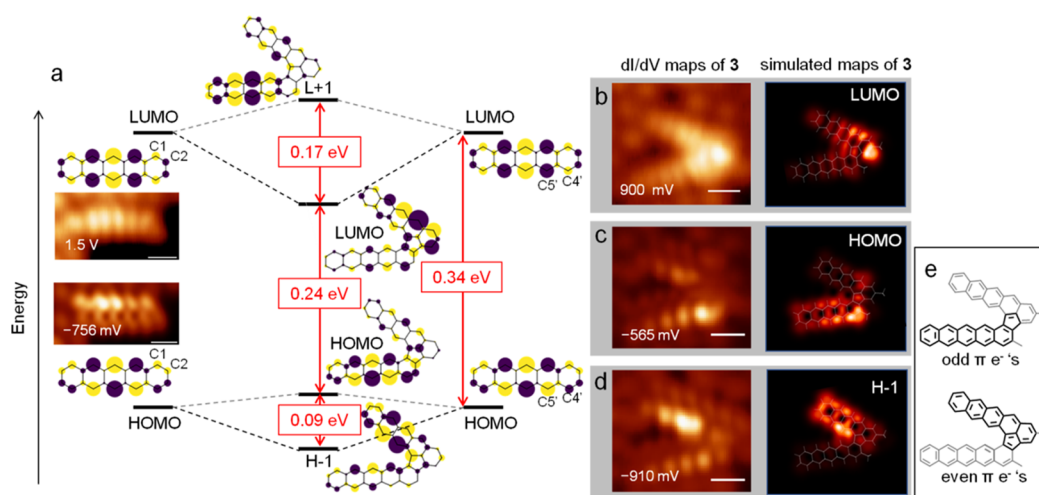 a
Energy
L+1
LUMO
LUMO
C1
C2
0.17 eV
C5'
C4'
1.5 V
LUMO
0.24 eV
0.34 eV
−756 mV
HOMO
C1
C2
C5'
C4'
HOMO
0.09 eV
HOMO
H-1
dI/dV maps of 3
simulated maps of 3
b
900 mV
LUMO
c
−565 mV
HOMO
d
−910 mV
H-1
e
odd π e⁻ 's
even π e⁻ 's